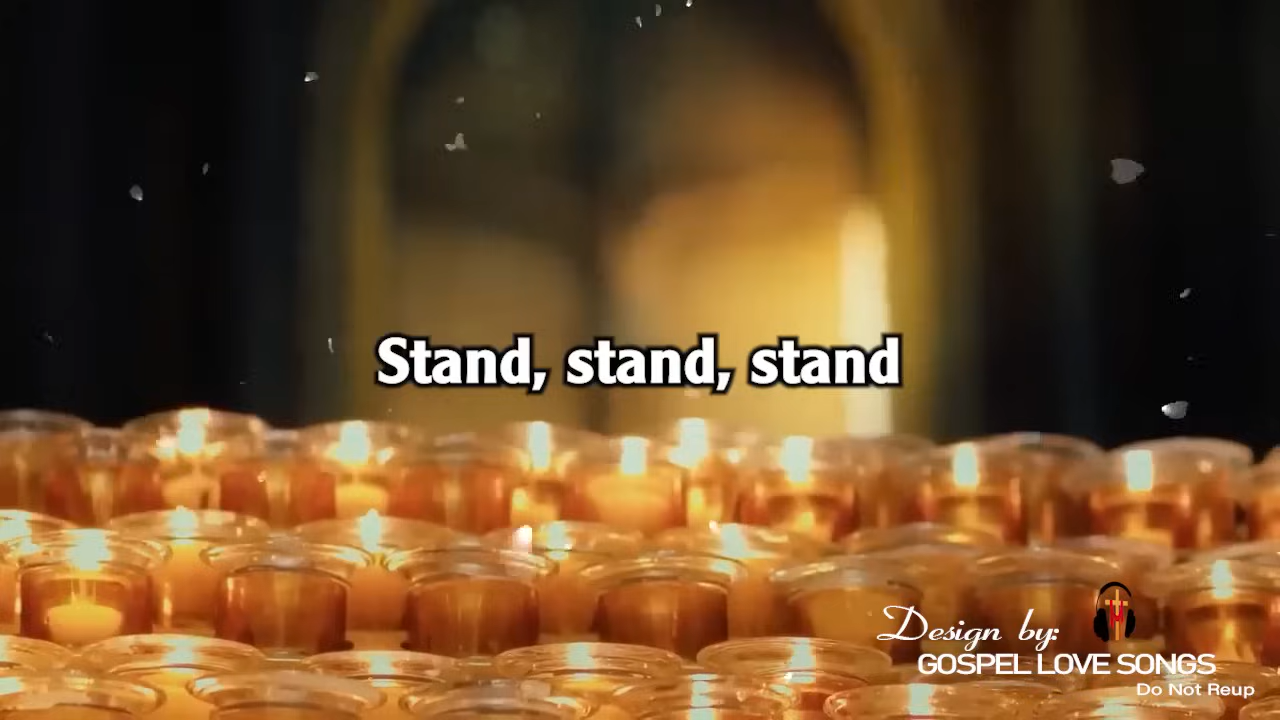 Stand, stand, stand
Design by:
GOSPEL LOVE SONGS
Do Not Reup